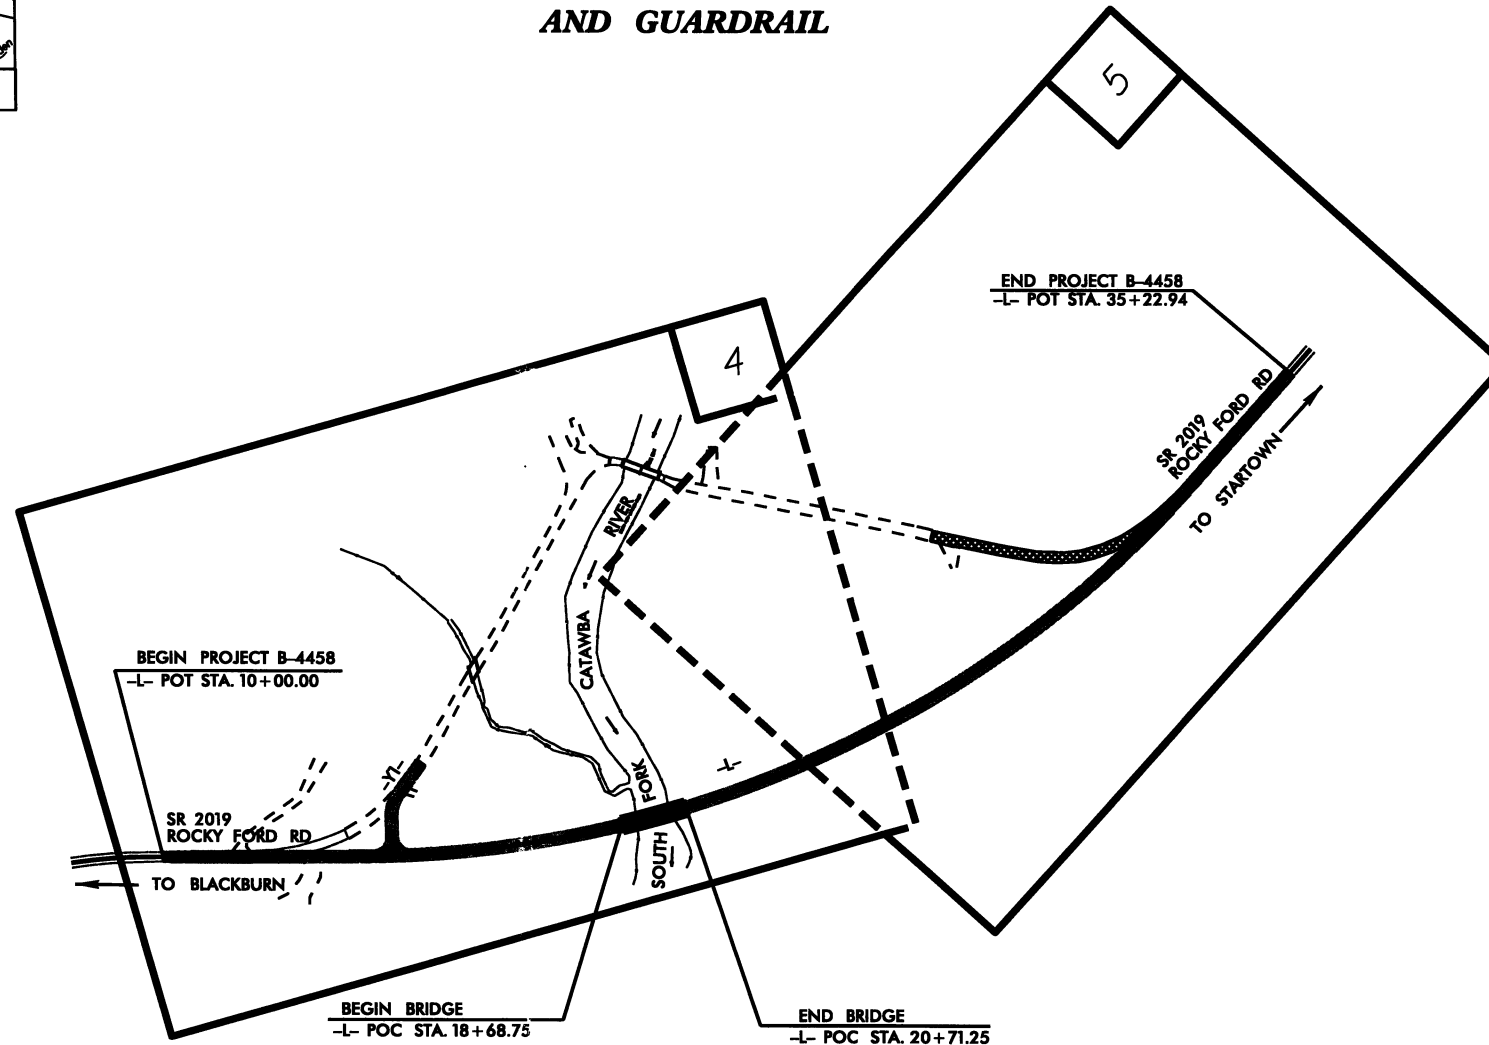 AND GUARDRAIL
5
END PROJECT B-4458
-L- POT STA. 35+22.94
4
SR 2019
ROCKY FORD RD
TO STARTOWN
RIVER
CATAWBA
BEGIN PROJECT B-4458
-L- POT STA. 10+00.00
-Y1-
-L-
FORK
SOUTH
SR 2019
ROCKY FORD RD
TO BLACKBURN
BEGIN BRIDGE
-L- POC STA. 18+68.75
END BRIDGE
-L- POC STA. 20+71.25